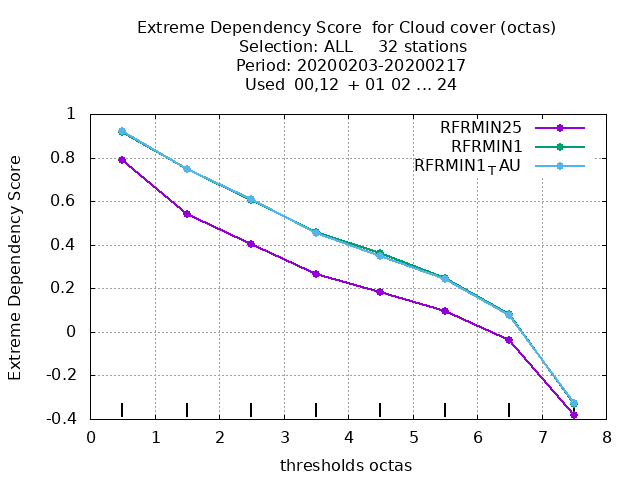 Extreme Dependency Score  for Cloud cover (octas)
Selection: ALL     32 stations
Period: 20200203-20200217
Used  00,12  + 01 02 ... 24
RFRMIN25
RFRMIN1
RFRMIN1TAU
1
0.8
0.6
0.4
0.2
0
-0.2
-0.4
Extreme Dependency Score
0 1 2 3 4 5 6 7 8
thresholds octas